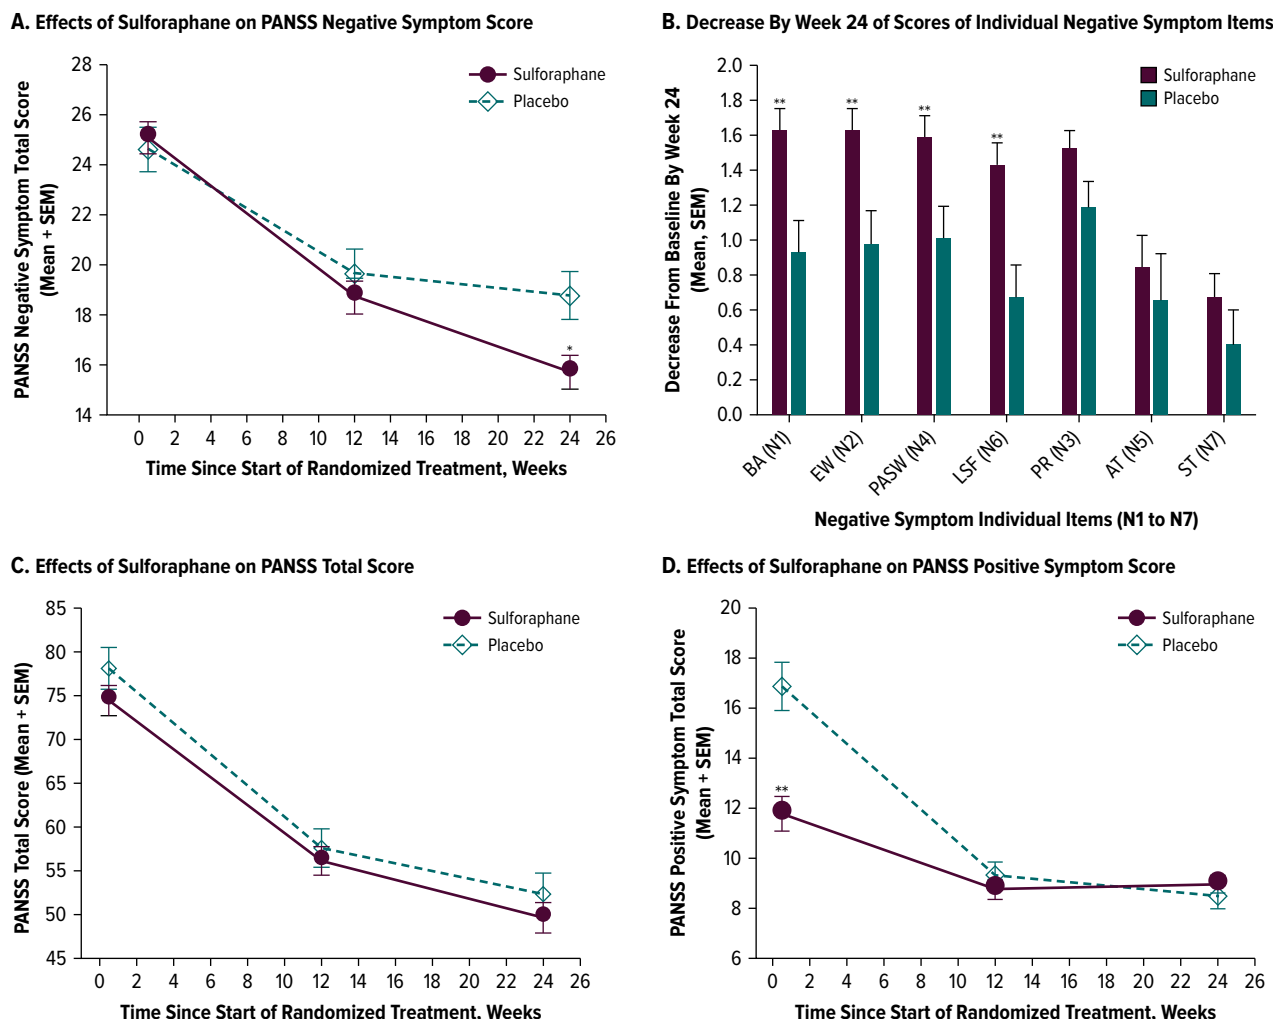 A. Effects of Sulforaphane on PANSS Negative Symptom Score
PANSS Negative Symptom Total Score
(Mean + SEM)
28
26
24
22
20
18
16
14
Sulforaphane
Placebo
*
0 2 4 6 8 10 12 14 16 18 20 22 24 26
Time Since Start of Randomized Treatment, Weeks
B. Decrease By Week 24 of Scores of Individual Negative Symptom Items
Decrease From Baseline By Week 24
(Mean, SEM)
2.0
1.8
1.6
1.4
1.2
1.0
0.8
0.6
0.4
0.2
0.0
Sulforaphane
Placebo
** ** ** **
BA (N1)
EW (N2)
PASW (N4)
LSF (N6)
PR (N3)
AT (N5)
ST (N7)
Negative Symptom Individual Items (N1 to N7)
C. Effects of Sulforaphane on PANSS Total Score
PANSS Total Score (Mean + SEM)
85
80
75
70
65
60
55
50
45
Sulforaphane
Placebo
0 2 4 6 8 10 12 14 16 18 20 22 24 26
Time Since Start of Randomized Treatment, Weeks
D. Effects of Sulforaphane on PANSS Positive Symptom Score
PANSS Positive Symptom Total Score
(Mean + SEM)
20
18
16
14
12
10
8
6
Sulforaphane
Placebo
**
0 2 4 6 8 10 12 14 16 18 20 22 24 26
Time Since Start of Randomized Treatment, Weeks